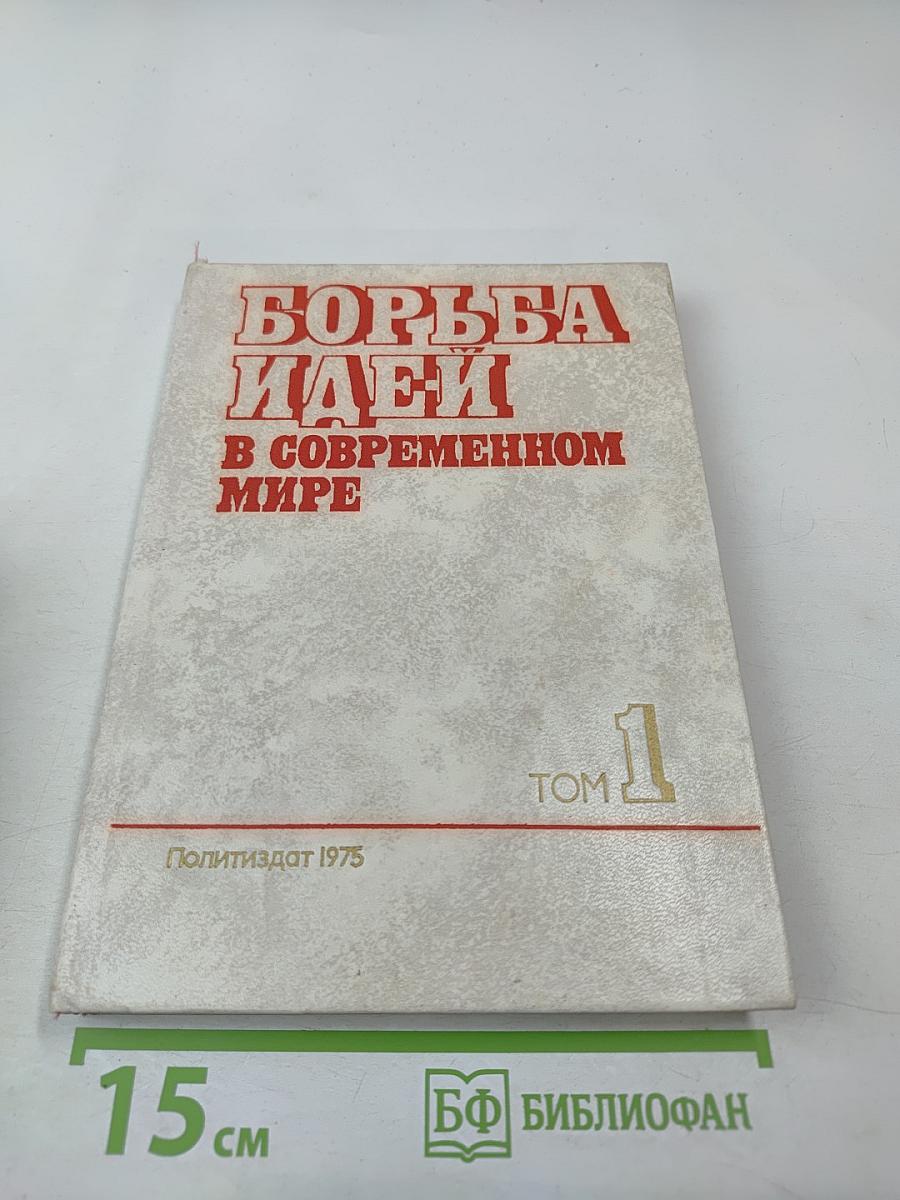 БОРЬБА
ИДЕЙ
В СОВРЕМЕННОМ
МИРЕ
ТОМ 1
Политиздат 1975
15 см
БФ БИБЛИОФАН